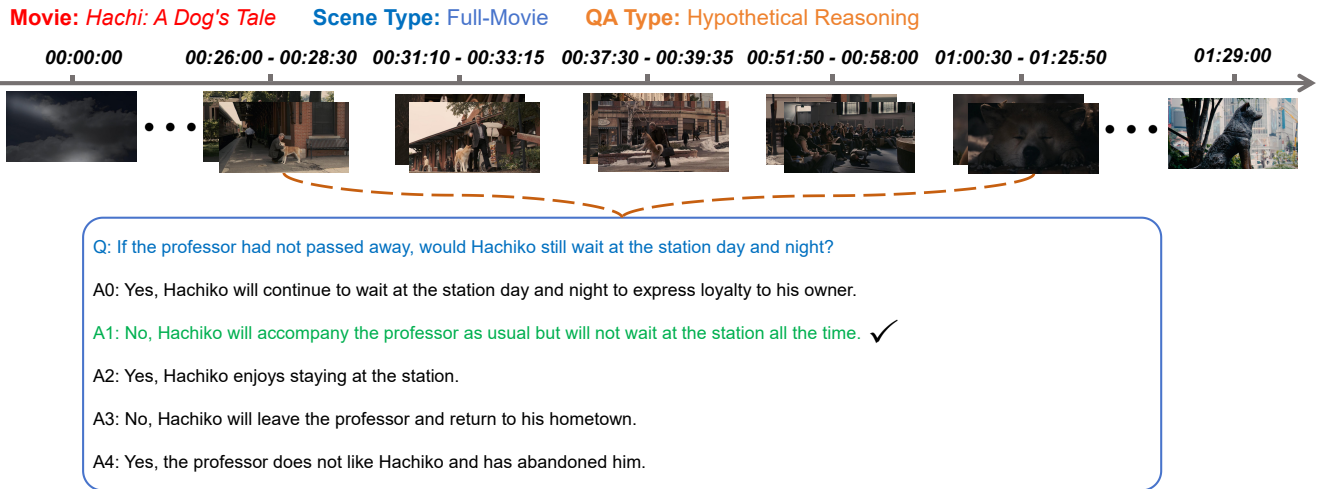 Movie: Hachi: A Dog's Tale Scene Type: Full-Movie QA Type: Hypothetical Reasoning
00:00:00 00:26:00 - 00:28:30 00:31:10 - 00:33:15 00:37:30 - 00:39:35 00:51:50 - 00:58:00 01:00:30 - 01:25:50 01:29:00
Q: If the professor had not passed away, would Hachiko still wait at the station day and night?
A0: Yes, Hachiko will continue to wait at the station day and night to express loyalty to his owner.
A1: No, Hachiko will accompany the professor as usual but will not wait at the station all the time.
A2: Yes, Hachiko enjoys staying at the station.
A3: No, Hachiko will leave the professor and return to his hometown.
A4: Yes, the professor does not like Hachiko and has abandoned him.